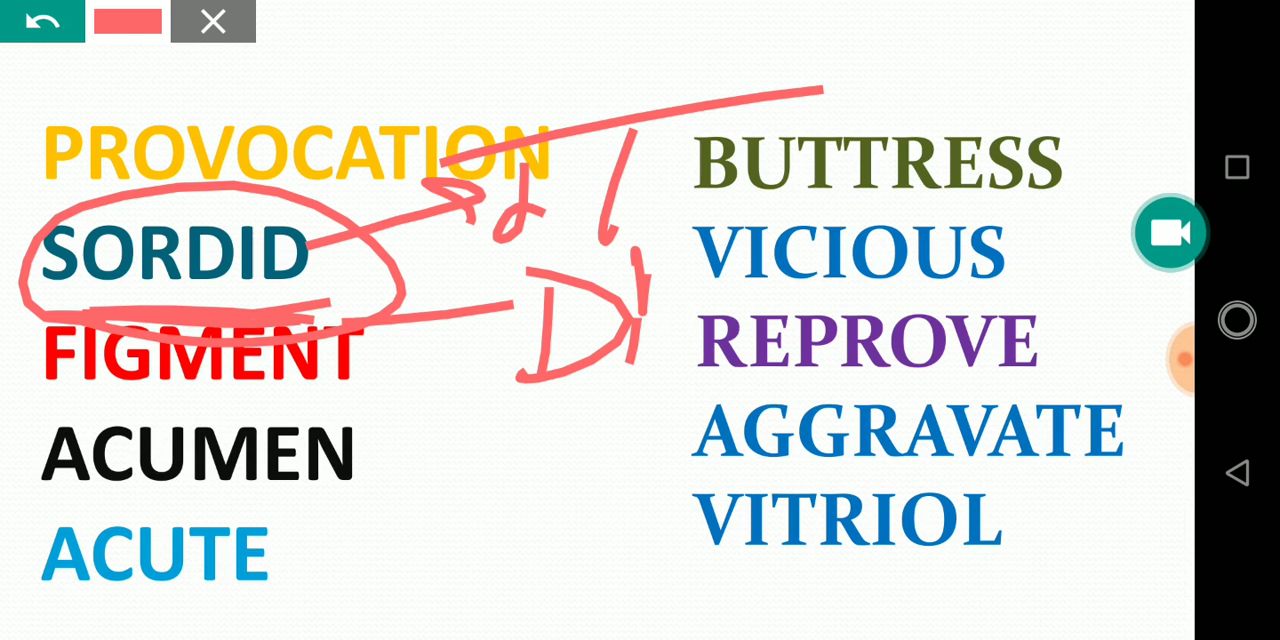 PROVOCATION
SORDID
FIGMENT
ACUMEN
ACUTE
BUTTRESS
VICIOUS
REPROVE
AGGRAVATE
VITRIOL